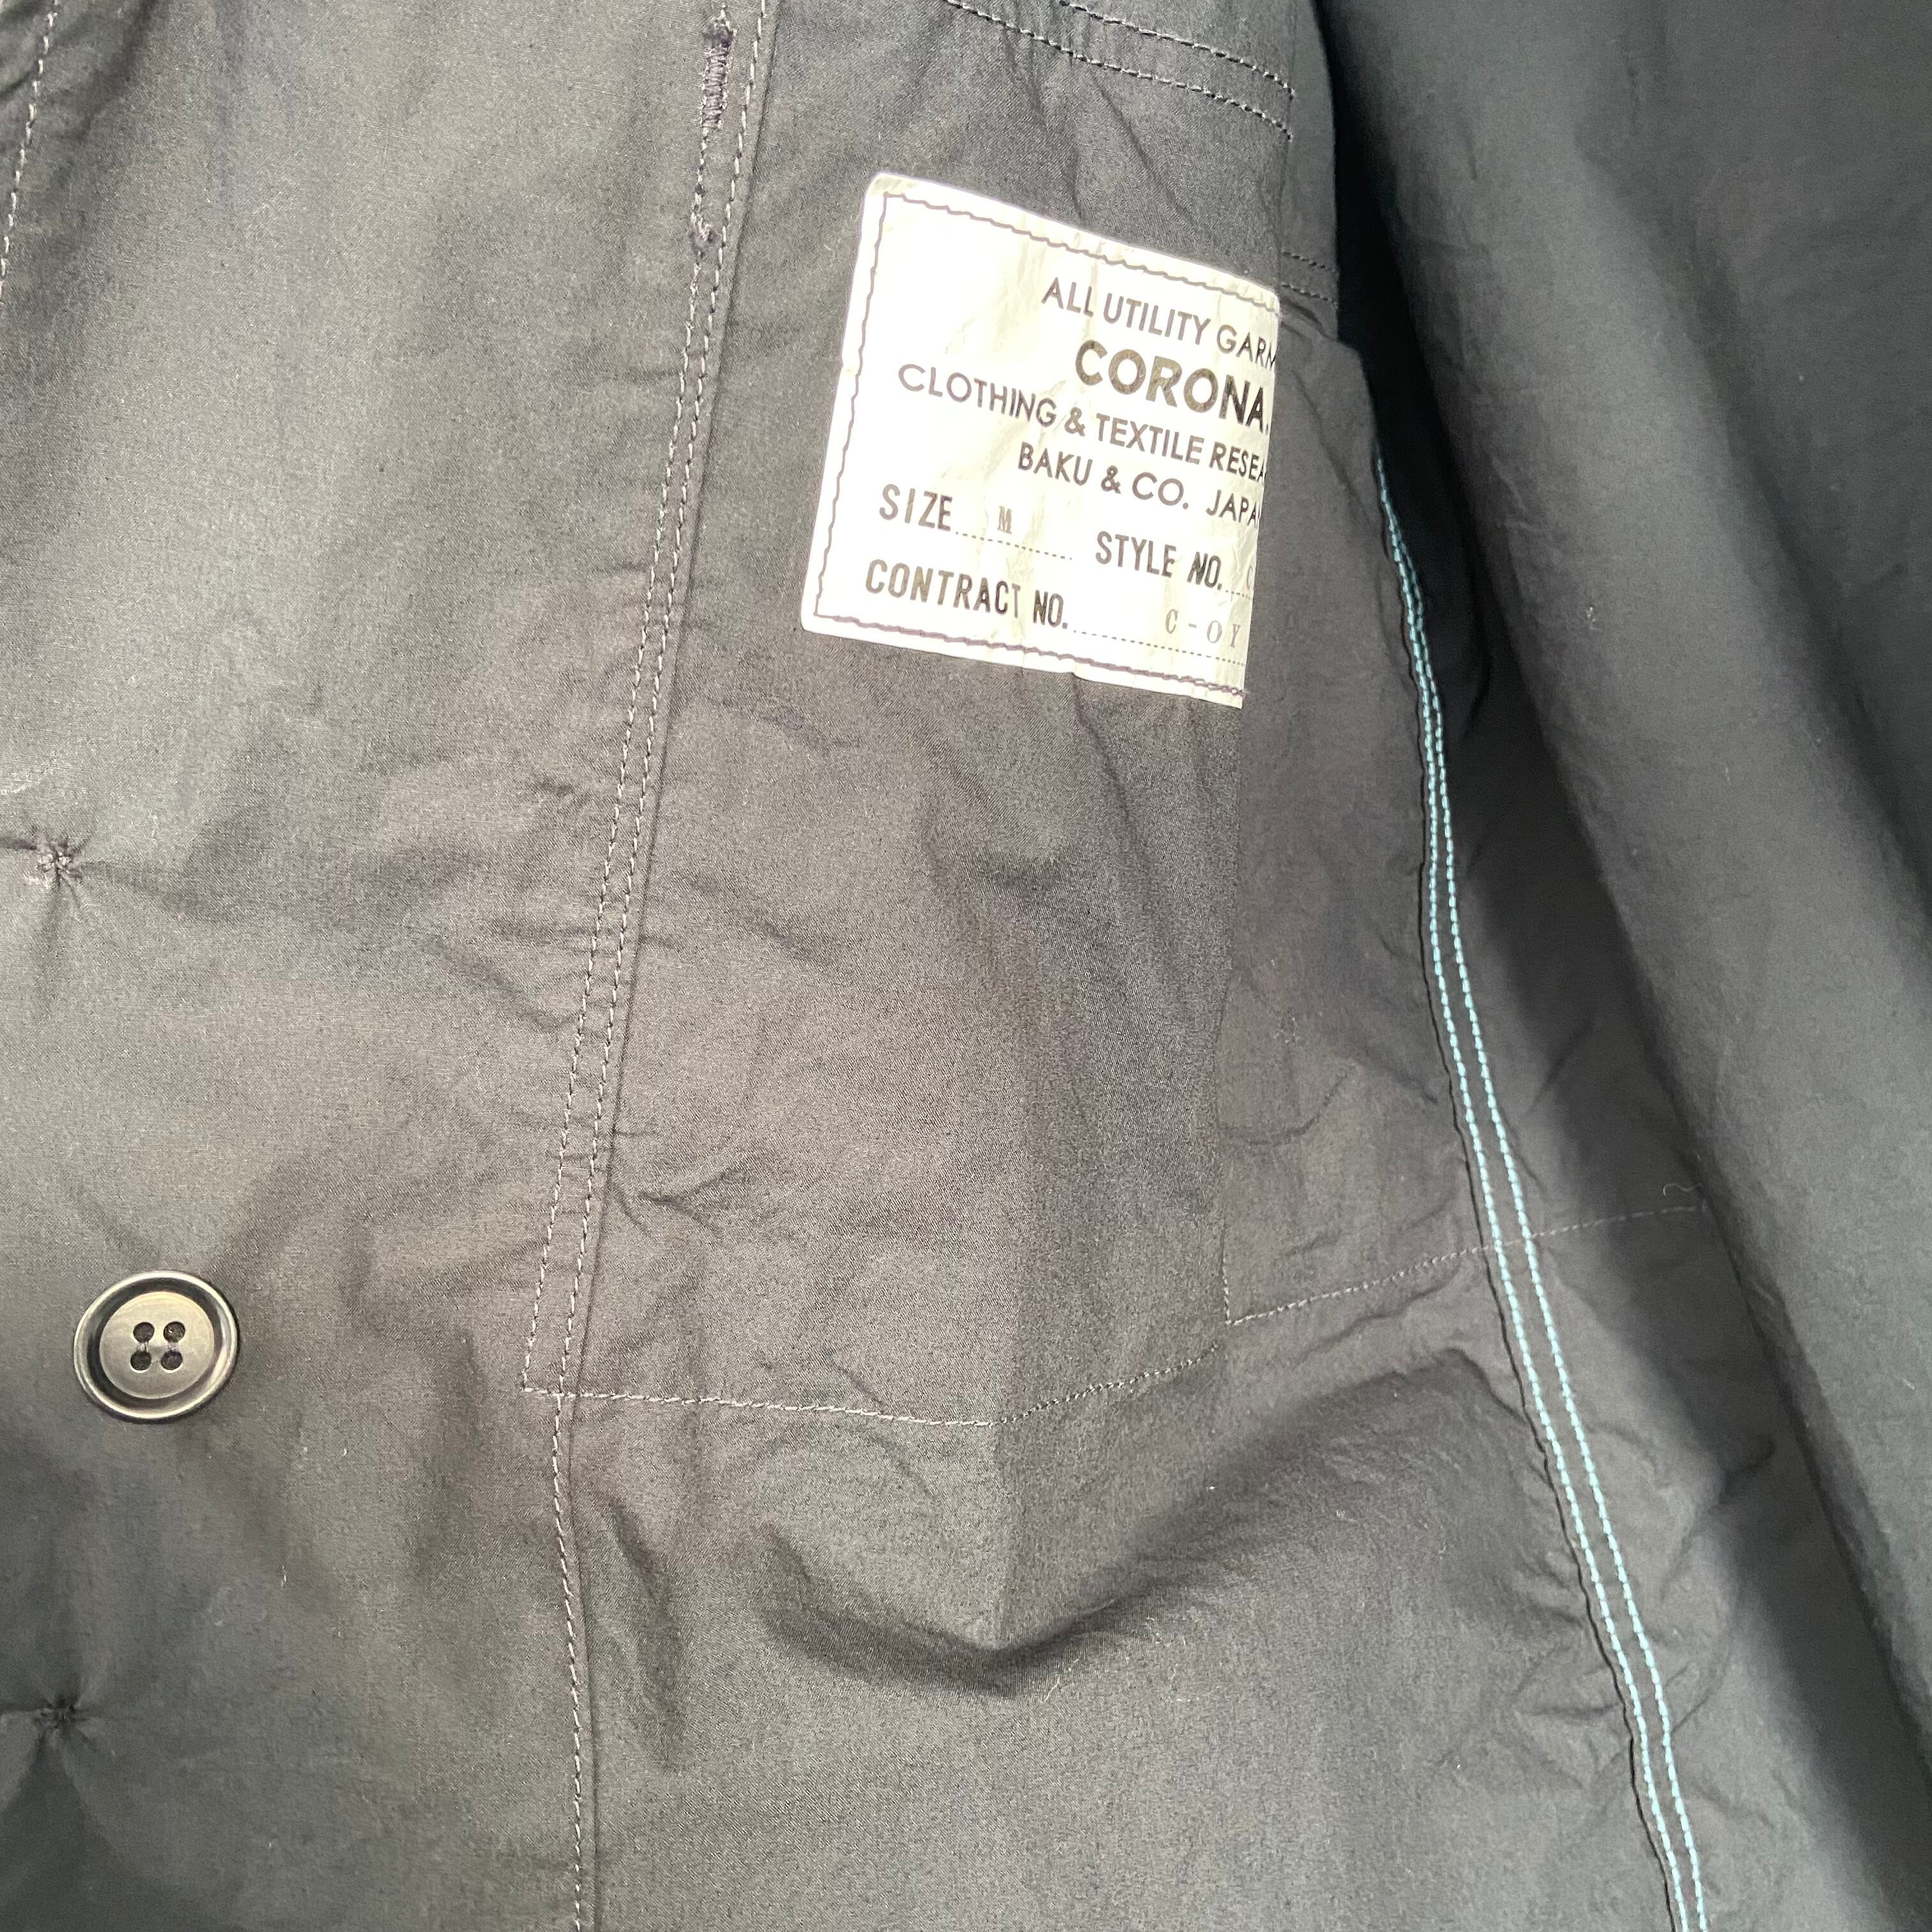 ALL UTILITY GARM
CORONA
CLOTHING & TEXTILE RESEA
BAKU & CO. JAPA
SIZE M STYLE NO.
CONTRACT NO. C-OY